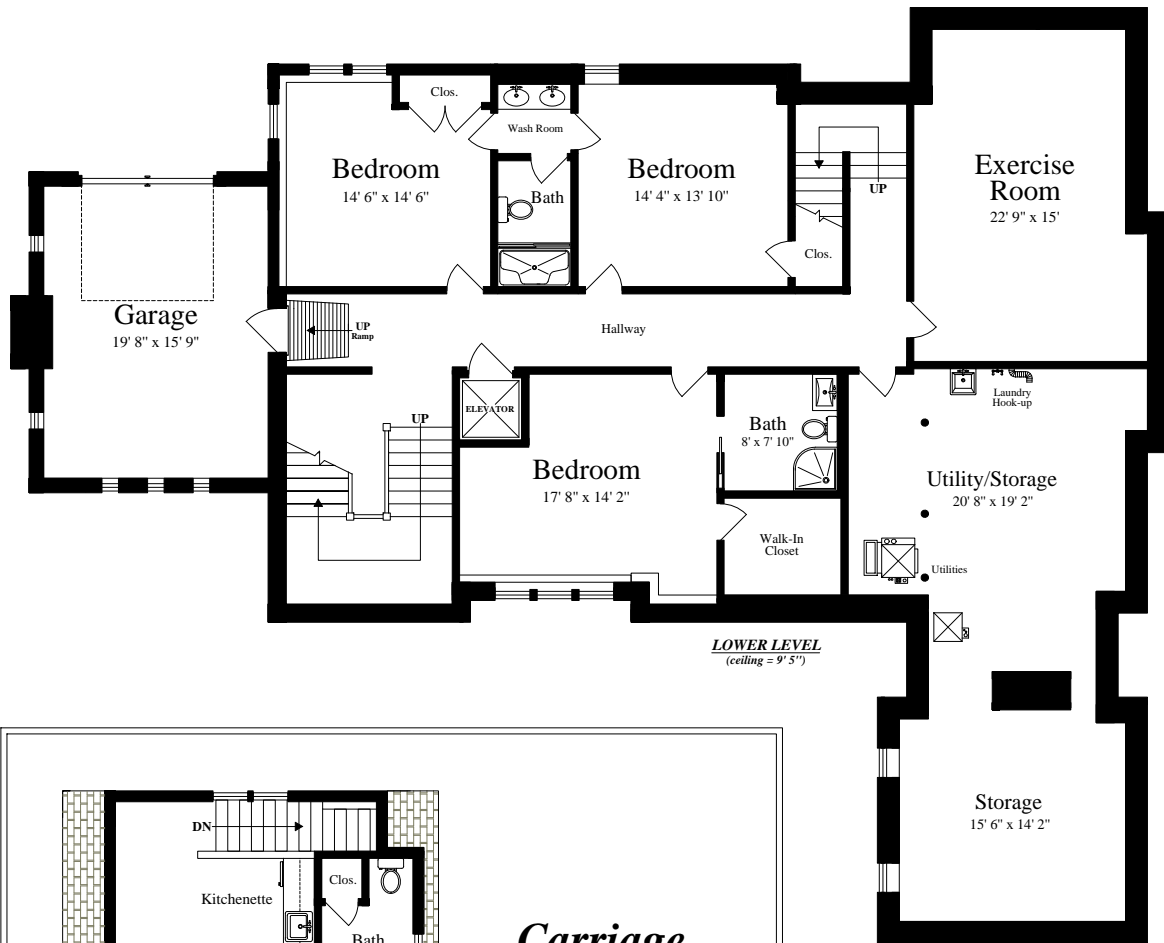 Clos.
Wash Room
Bedroom
14' 6" x 14' 6"
Bath
Bedroom
14' 4" x 13' 10"
UP
Clos.
Exercise
Room
22' 9" x 15'
Garage
19' 8" x 15' 9"
UP
Ramp
Hallway
ELEVATOR
UP
Bedroom
17' 8" x 14' 2"
Bath
8' x 7' 10"
Walk-In
Closet
Laundry
Hook-up
Utility/Storage
20' 8" x 19' 2"
Utilities
LOWER LEVEL
(ceiling = 9' 5")
Storage
15' 6" x 14' 2"
DN
Kitchenette
Clos.
Bath
Carriage